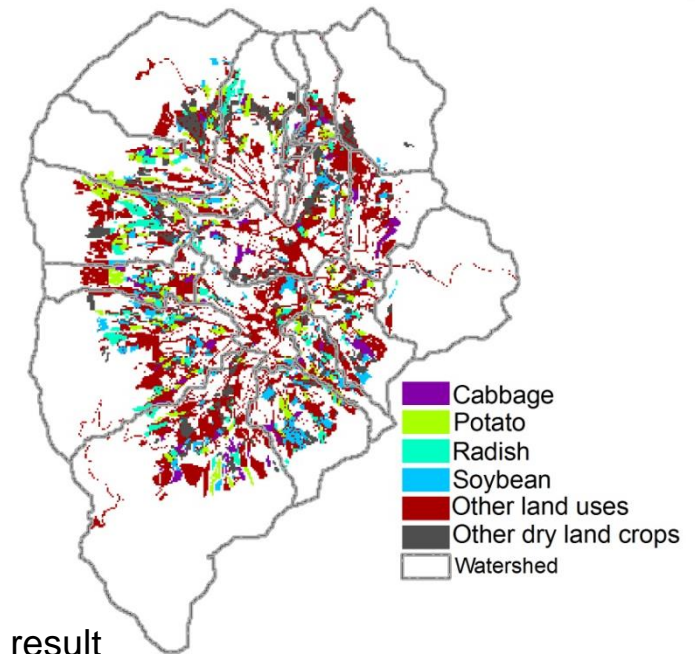 Cabbage
Potato
Radish
Soybean
Other land uses
Other dry land crops
Watershed
result